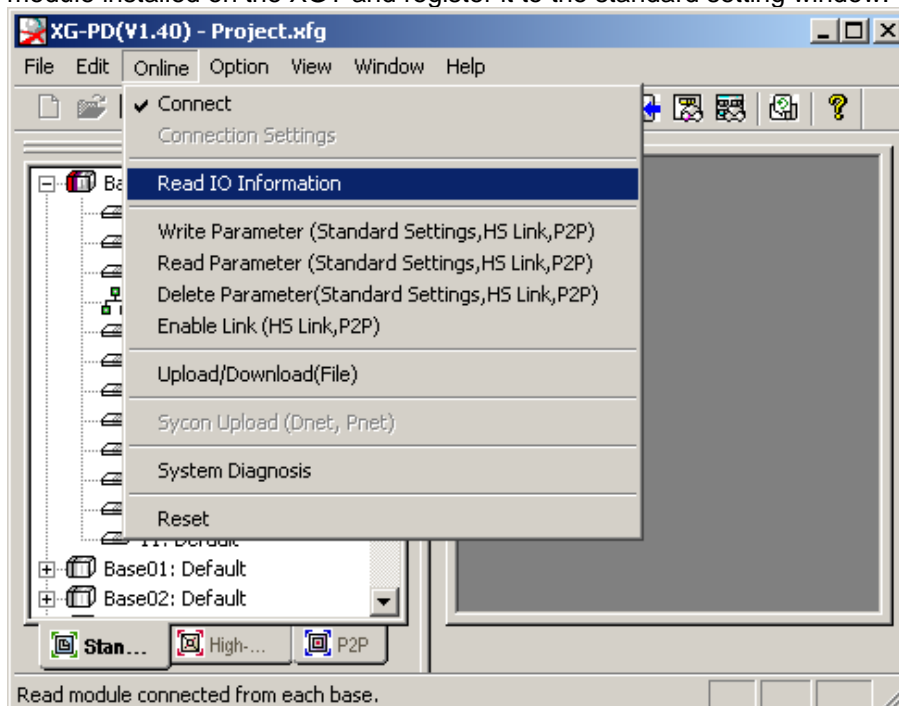 module installed on the XGT and register it to the standard setting window.
XG-PD(V1.40) - Project.xfg
File Edit Online Option View Window Help
Connect
Connection Settings
Read IO Information
Write Parameter (Standard Settings,HS Link,P2P)
Read Parameter (Standard Settings,HS Link,P2P)
Delete Parameter(Standard Settings,HS Link,P2P)
Enable Link (HS Link,P2P)
Upload/Download(File)
Sycon Upload (Dnet, Pnet)
System Diagnosis
Reset
Ba
11: Default
Base01: Default
Base02: Default
Stan... High-... P2P
Read module connected from each base.